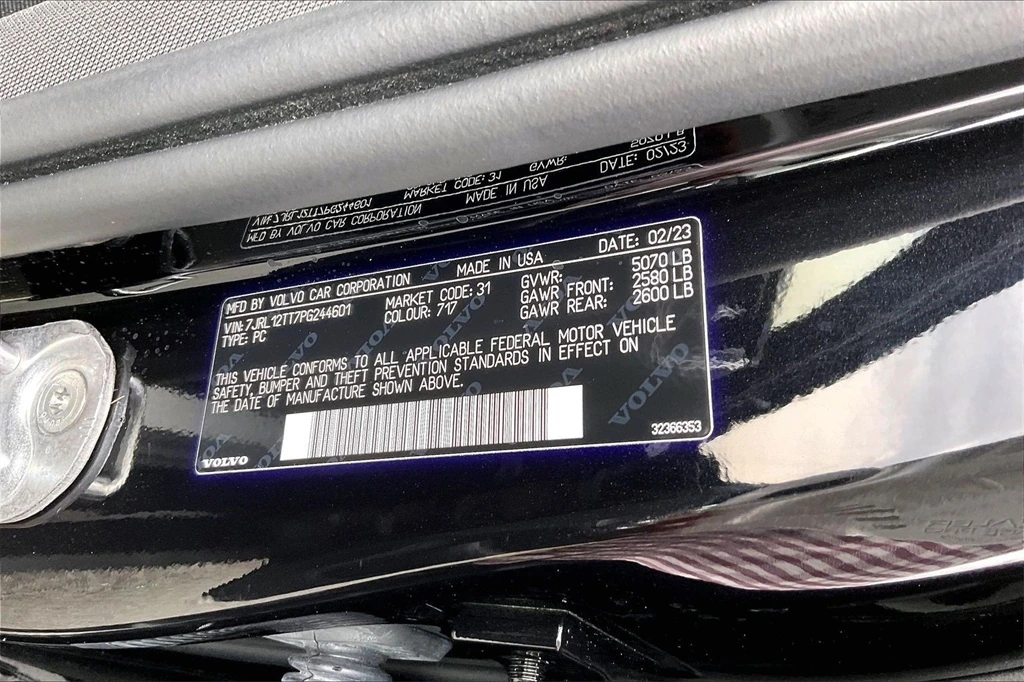 MFD BY VOLVO CAR CORPORATION MADE IN USA DATE: 02/23
VIN: 7JRL12TT7PG244601 MARKET CODE: 31 GVWR: 5070 LB
TYPE: PC COLOUR: 717 GAWR FRONT: 2580 LB
GAWR REAR: 2600 LB
THIS VEHICLE CONFORMS TO ALL APPLICABLE FEDERAL MOTOR VEHICLE
SAFETY, BUMPER AND THEFT PREVENTION STANDARDS IN EFFECT ON
THE DATE OF MANUFACTURE SHOWN ABOVE.
VOLVO
VOLVO 32366353